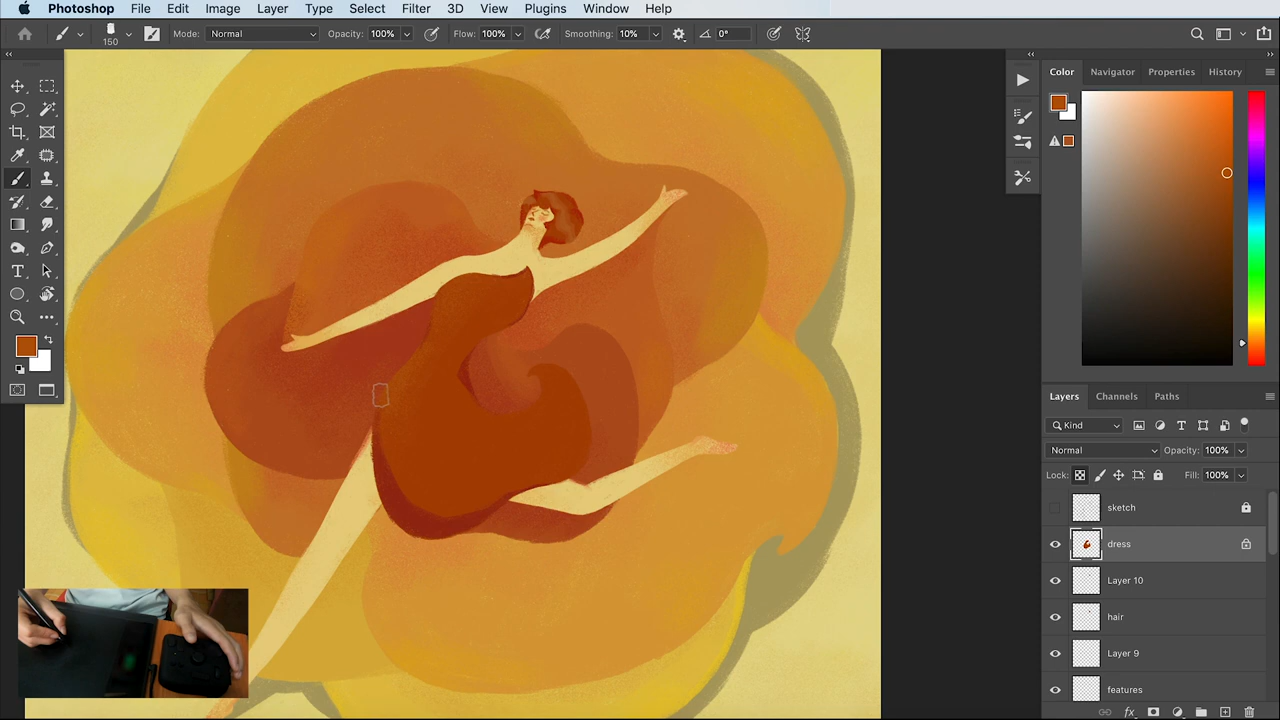 Photoshop File Edit Image Layer Type Select Filter 3D View Plugins Window Help
150 Mode: Normal Opacity: 100% Flow: 100% Smoothing: 10% 0°
Color Navigator Properties History
Layers Channels Paths
Kind
Normal Opacity: 100%
Lock: Fill: 100%
sketch
dress
Layer 10
hair
Layer 9
features